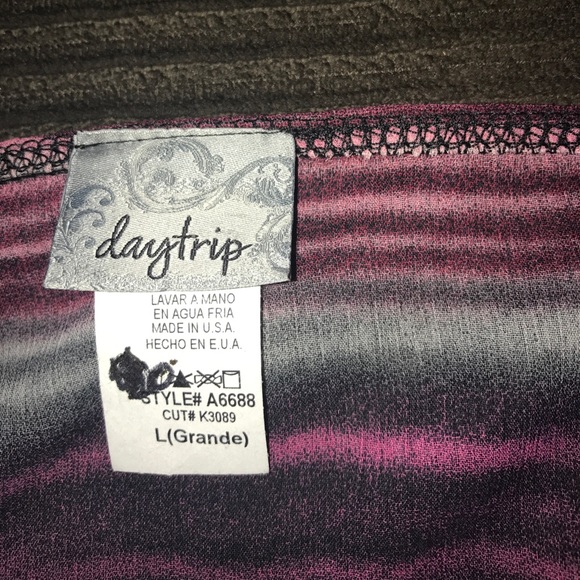 daytrip
LAVAR A MANO
EN AGUA FRIA
MADE IN U.S.A.
HECHO EN E.U.A.
STYLE# A6688
CUT# K3089
L(Grande)